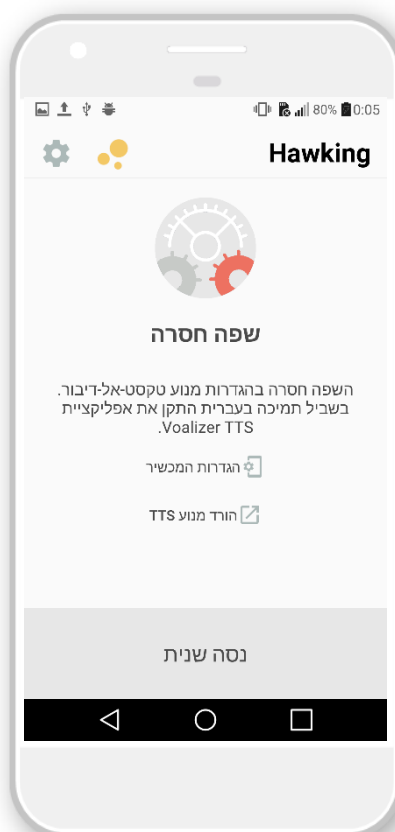 80% 0:05
Hawking
שפה חסרה
השפה חסרה בהגדרות מנוע טקסט-אל-דיבור.
בשביל תמיכה בעברית התקן את אפליקציית
Voalizer TTS.
הגדרות המכשיר
הורד מנוע TTS
נסה שנית